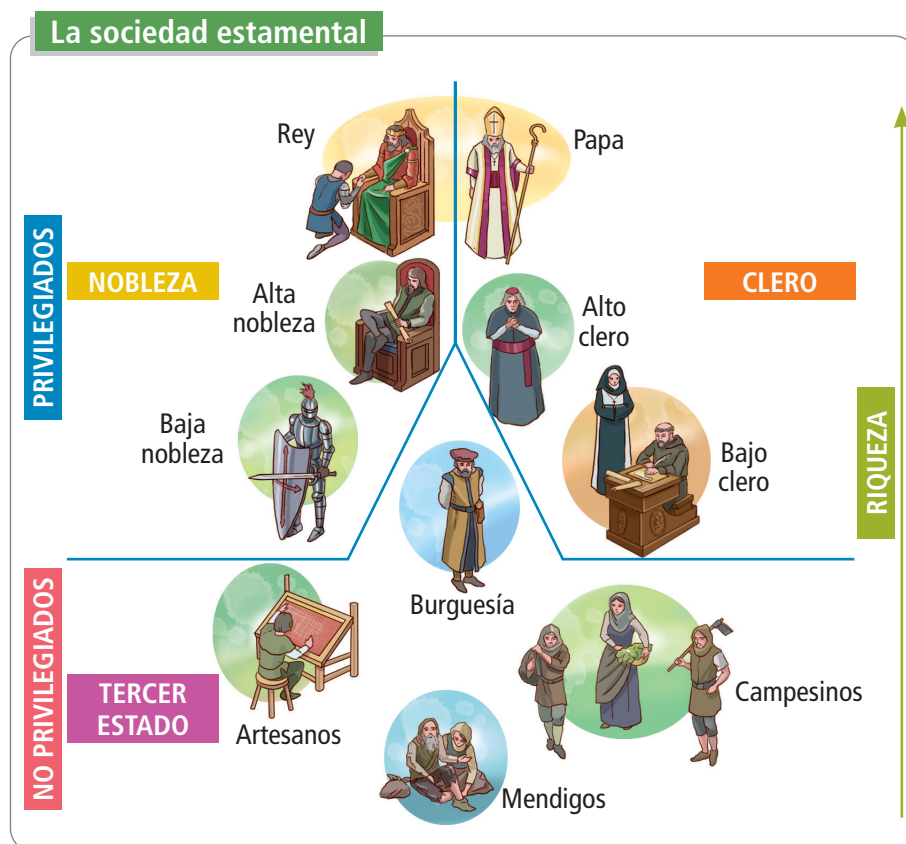 La sociedad estamental
Rey
Papa
PRIVILEGIADOS
NOBLEZA
CLERO
Alta
nobleza
Alto
clero
Baja
nobleza
Bajo
clero
RIQUEZA
Burguesía
NO PRIVILEGIADOS
TERCER
ESTADO
Artesanos
Campesinos
Mendigos